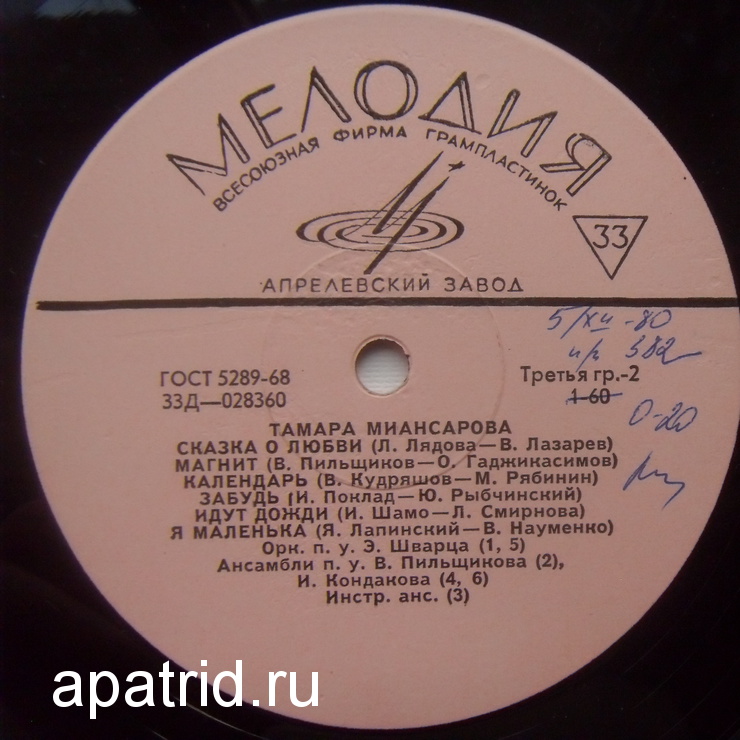 МЕЛОДИЯ
ВСЕСОЮЗНАЯ ФИРМА ГРАМПЛАСТИНОК
33
АПРЕЛЕВСКИЙ ЗАВОД
5/XII-80
пр 382
ГОСТ 5289-68
Третья гр.-2
33Д—028360
1-60
0-20
ТАМАРА МИАНСАРОВА
СКАЗКА О ЛЮБВИ (Л. Лядова—В. Лазарев)
МАГНИТ (В. Пильщиков—О. Гаджикасимов)
КАЛЕНДАРЬ (В. Кудряшов—М. Рябинин)
ЗАБУДЬ (И. Поклад—Ю. Рыбчинский)
ИДУТ ДОЖДИ (И. Шамо—Л. Смирнова)
Я МАЛЕНЬКА (Я. Лапинский—В. Науменко)
Орк. п. у. Э. Шварца (1, 5)
Ансамбли п. у. В. Пильщикова (2),
И. Кондакова (4, 6)
Инстр. анс. (3)
apatrid.ru